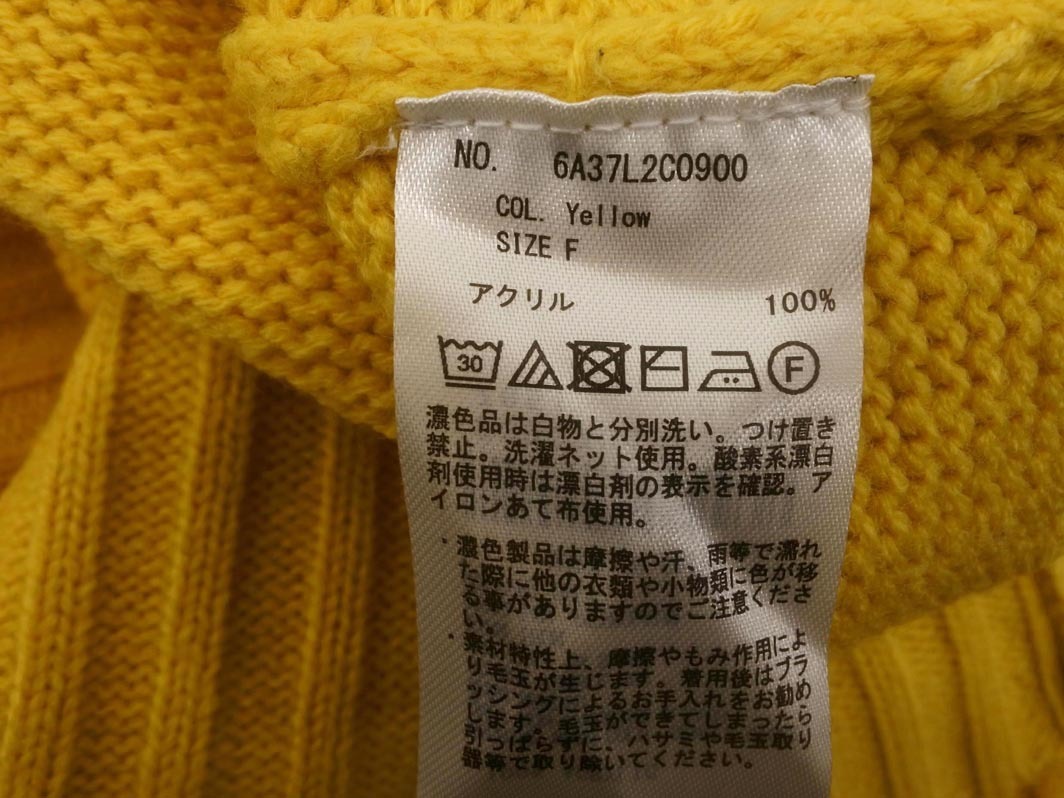 NO. 6A37L2C0900
COL. Yellow
SIZE F
アクリル 100%
30
F
濃色品は白物と分別洗い。つけ置き
禁止。洗濯ネット使用。酸素系漂白
剤使用時は漂白剤の表示を確認。ア
イロンあて布使用。
・濃色製品は摩擦や汗、雨等で濡れ
た際に他の衣類や小物類に色が移
る事がありますのでご注意くださ
い。
・素材特性上、摩擦やもみ作用によ
り毛玉が生じます。着用後はブラ
ッシングによるお手入れをお勧め
します。毛玉ができてしまったら
引っぱらずに、ハサミや毛玉取り
器等で取り除いてください。